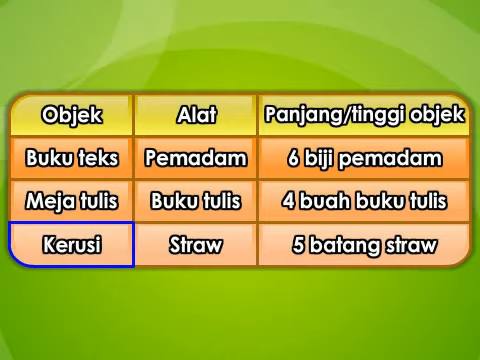 Objek Alat Panjang/tinggi objek
Buku teks Pemadam 6 biji pemadam
Meja tulis Buku tulis 4 buah buku tulis
Kerusi Straw 5 batang straw